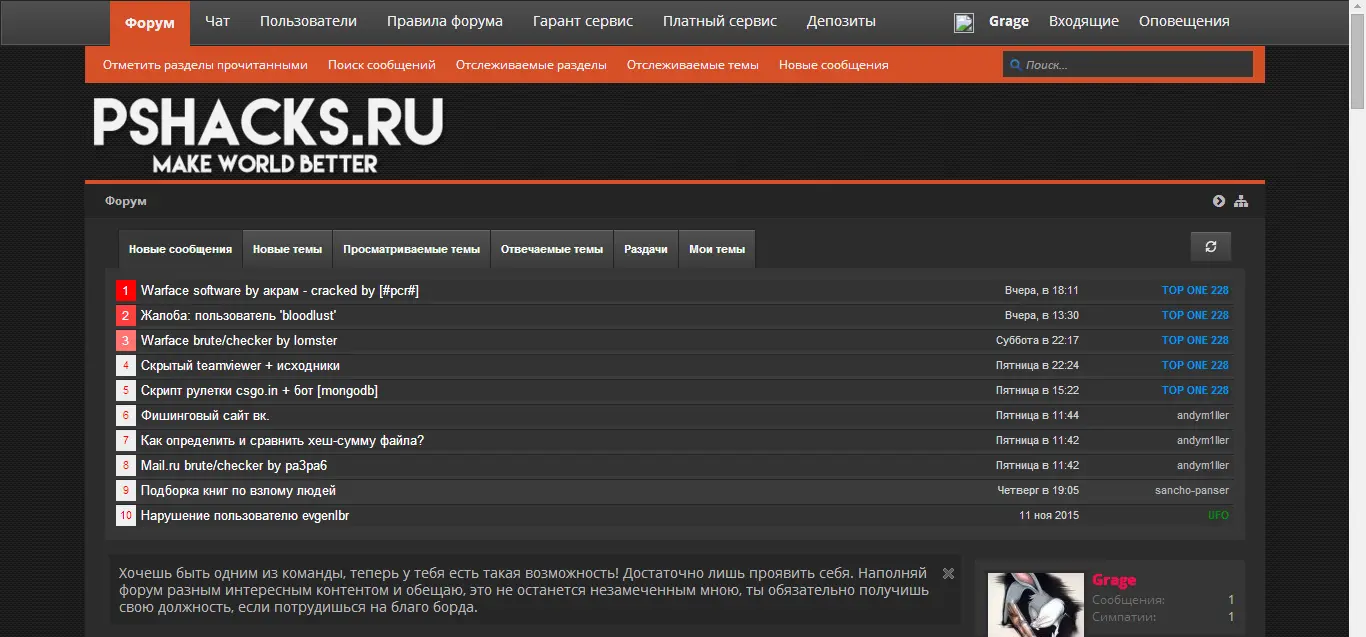 Форум Чат Пользователи Правила форума Гарант сервис Платный сервис Депозиты Grage Входящие Оповещения
Отметить разделы прочитанными Поиск сообщений Отслеживаемые разделы Отслеживаемые темы Новые сообщения Поиск...
PSHACKS.RU
MAKE WORLD BETTER
Форум
Новые сообщения Новые темы Просматриваемые темы Отвечаемые темы Раздачи Мои темы
1 Warface software by акрам - cracked by [#pcr#] Вчера, в 18:11 TOP ONE 228
2 Жалоба: пользователь 'bloodlust' Вчера, в 13:30 TOP ONE 228
3 Warface brute/checker by lomster Суббота в 22:17 TOP ONE 228
4 Скрытый teamviewer + исходники Пятница в 22:24 TOP ONE 228
5 Скрипт рулетки csgo.in + бот [mongodb] Пятница в 15:22 TOP ONE 228
6 Фишинговый сайт вк. Пятница в 11:44 andym1ller
7 Как определить и сравнить хеш-сумму файла? Пятница в 11:42 andym1ller
8 Mail.ru brute/checker by pa3pa6 Пятница в 11:42 andym1ller
9 Подборка книг по взлому людей Четверг в 19:05 sancho-panser
10 Нарушение пользователю evgenlbr 11 ноя 2015 UFO
Хочешь быть одним из команды, теперь у тебя есть такая возможность! Достаточно лишь проявить себя. Наполняй
форум разным интересным контентом и обещаю, это не останется незамеченным мною, ты обязательно получишь
свою должность, если потрудишься на благо борда.
Grage
Сообщения: 1
Симпатии: 1